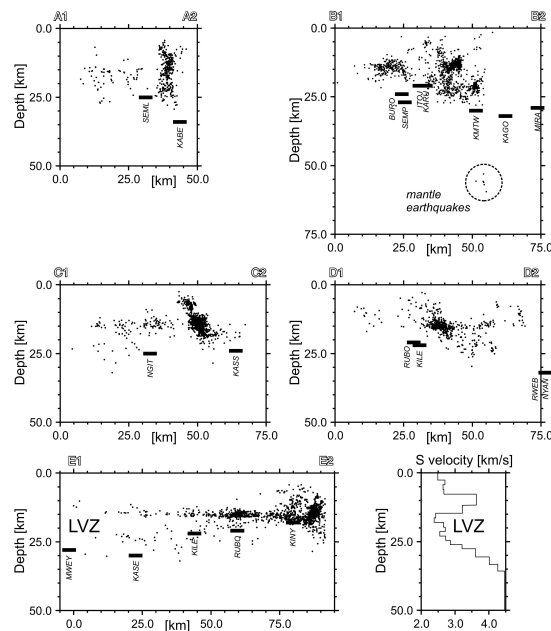 A1 A2
0.0
25.0
50.0
Depth [km]
SEML
KABE
0.0 25.0 [km] 50.0
B1 B2
0.0
25.0
50.0
75.0
Depth [km]
BURO
SEMP
ITOJ
KARU
KMTW
KAGO
MIRA
mantle
earthquakes
0.0 25.0 [km] 50.0 75.0
C1 C2
0.0
25.0
50.0
Depth [km]
NGIT
KASS
0.0 25.0 [km] 50.0 75.0
D1 D2
0.0
25.0
50.0
Depth [km]
RUBO
KILE
RWEB
NYAN
0.0 25.0 [km] 50.0 75.0
E1 E2
0.0
25.0
50.0
Depth [km]
LVZ
MWEY
KASE
KILE
RUBQ
KINY
0.0 25.0 [km] 50.0 75.0
S velocity [km/s]
0.0
25.0
50.0
Depth [km]
LVZ
2.0 3.0 4.0